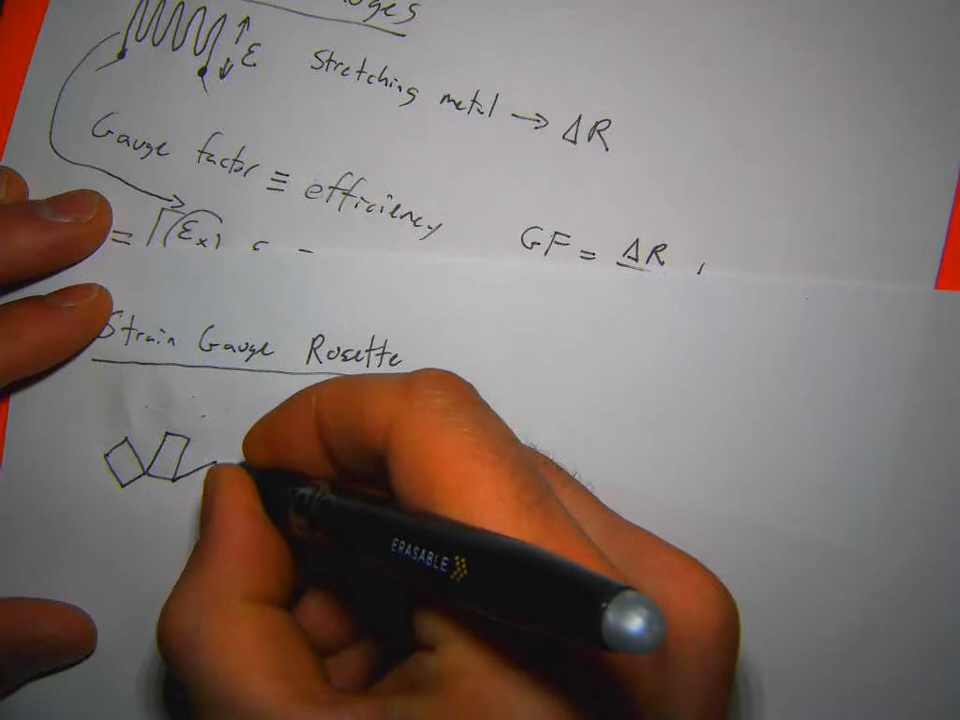 ε
Stretching metal → ΔR
Gauge factor ≡ efficiency
GF = ΔR
Strain Gauge Rosette
ERASABLE